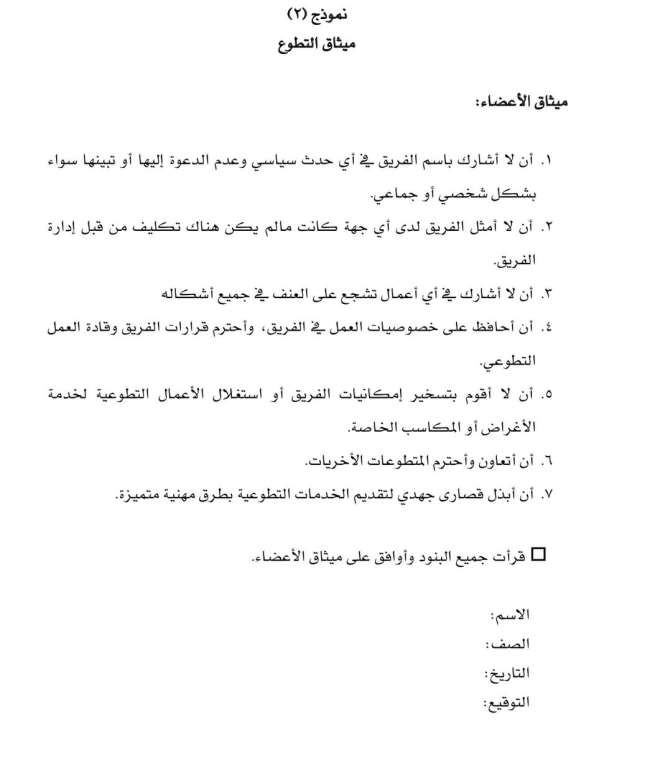 نموذج (٢)
ميثاق التطوع
ميثاق الأعضاء:
١. أن لا أشارك باسم الفريق في أي حدث سياسي وعدم الدعوة إليها أو تبينها سواء
بشكل شخصي أو جماعي.
٢. أن لا أمثل الفريق لدى أي جهة كانت مالم يكن هناك تكليف من قبل إدارة
الفريق.
٣. أن لا أشارك في أي أعمال تشجع على العنف في جميع أشكاله
٤. أن أحافظ على خصوصيات العمل في الفريق، وأحترم قرارات الفريق وقادة العمل
التطوعي.
٥. أن لا أقوم بتسخير إمكانيات الفريق أو استغلال الأعمال التطوعية لخدمة
الأغراض أو المكاسب الخاصة.
٦. أن أتعاون وأحترم المتطوعات الأخريات.
٧. أن أبذل قصارى جهدي لتقديم الخدمات التطوعية بطرق مهنية متميزة.
☐ قرأت جميع البنود وأوافق على ميثاق الأعضاء.
الاسم:
الصف:
التاريخ:
التوقيع: